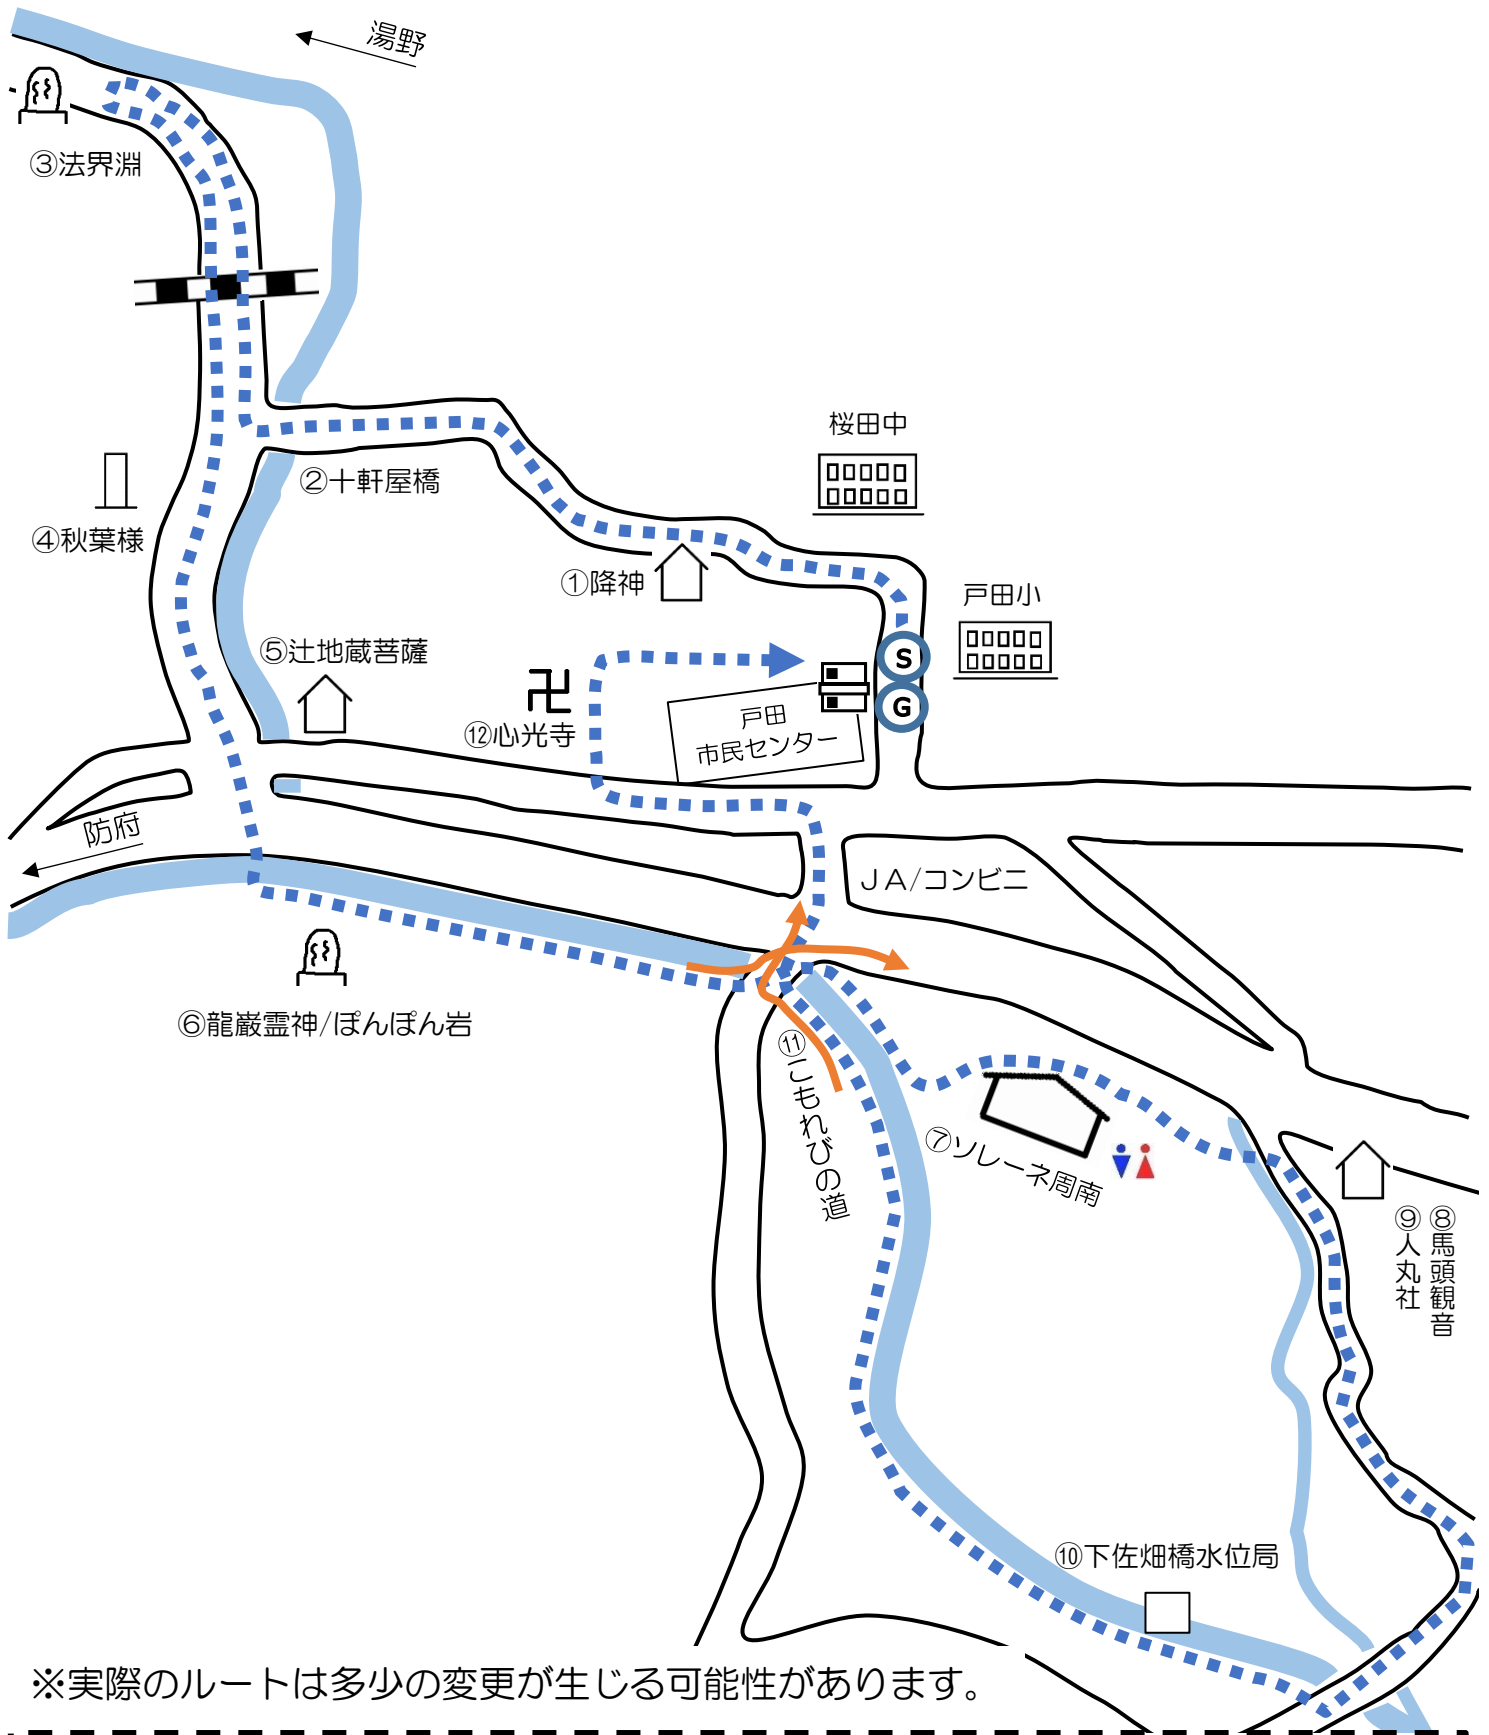 湯野
③法界淵
桜田中
②十軒屋橋
④秋葉様
①降神
戸田小
⑤辻地蔵菩薩
S
G
⑫心光寺
戸田
市民センター
防府
JA/コンビニ
⑥龍巌霊神/ぽんぽん岩
⑪こもれびの道
⑦ソレーネ周南
⑧馬頭観音
⑨人丸社
⑩下佐畑橋水位局
※実際のルートは多少の変更が生じる可能性があります。